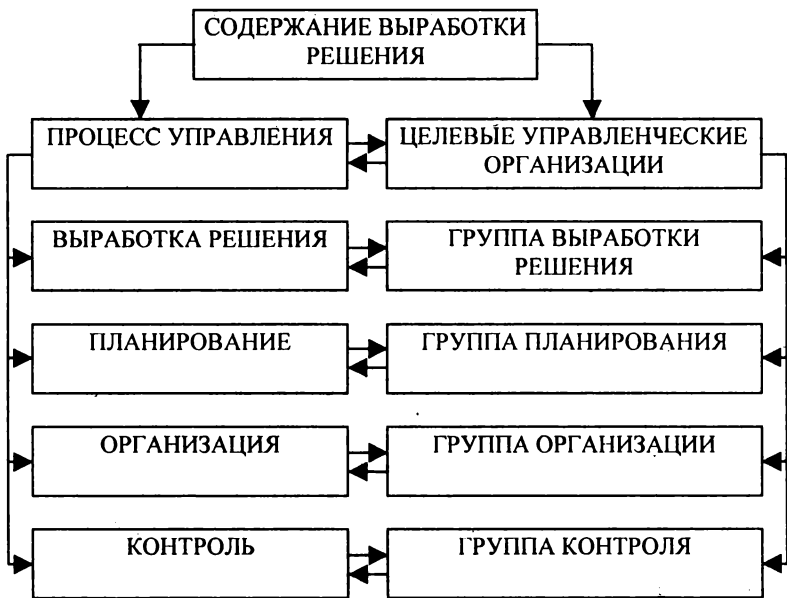 СОДЕРЖАНИЕ ВЫРАБОТКИ
РЕШЕНИЯ
ПРОЦЕСС УПРАВЛЕНИЯ
ЦЕЛЕВЫЕ УПРАВЛЕНЧЕСКИЕ
ОРГАНИЗАЦИИ
ВЫРАБОТКА РЕШЕНИЯ
ГРУППА ВЫРАБОТКИ
РЕШЕНИЯ
ПЛАНИРОВАНИЕ
ГРУППА ПЛАНИРОВАНИЯ
ОРГАНИЗАЦИЯ
ГРУППА ОРГАНИЗАЦИИ
КОНТРОЛЬ
ГРУППА КОНТРОЛЯ